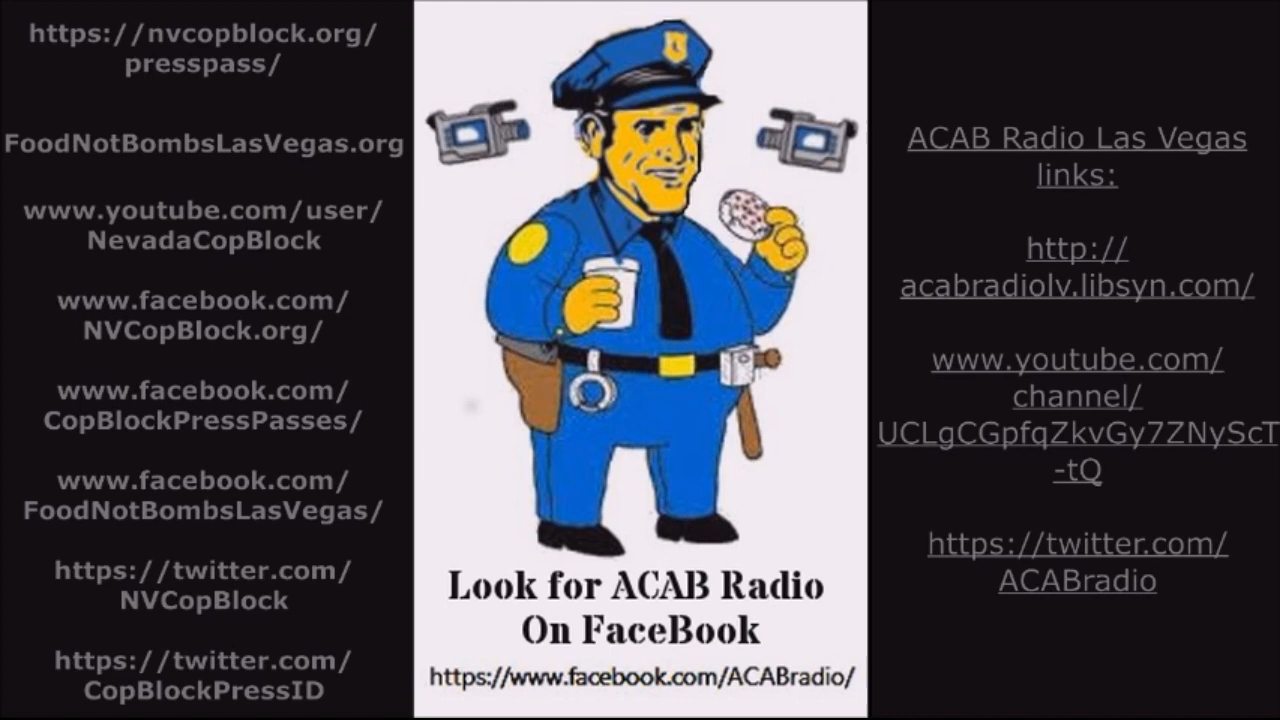 https://nvcopblock.org/
presspass/
FoodNotBombsLasVegas.org
www.youtube.com/user/
NevadaCopBlock
www.facebook.com/
NVCopBlock.org/
www.facebook.com/
CopBlockPressPasses/
www.facebook.com/
FoodNotBombsLasVegas/
https://twitter.com/
NVCopBlock
https://twitter.com/
CopBlockPressID
Look for ACAB Radio
On FaceBook
https://www.facebook.com/ACABradio/
ACAB Radio Las Vegas
links:
http://
acabradiolv.libsyn.com/
www.youtube.com/
channel/
UCLgCGpfqZkvGy7ZNyScT
-tQ
https://twitter.com/
ACABradio